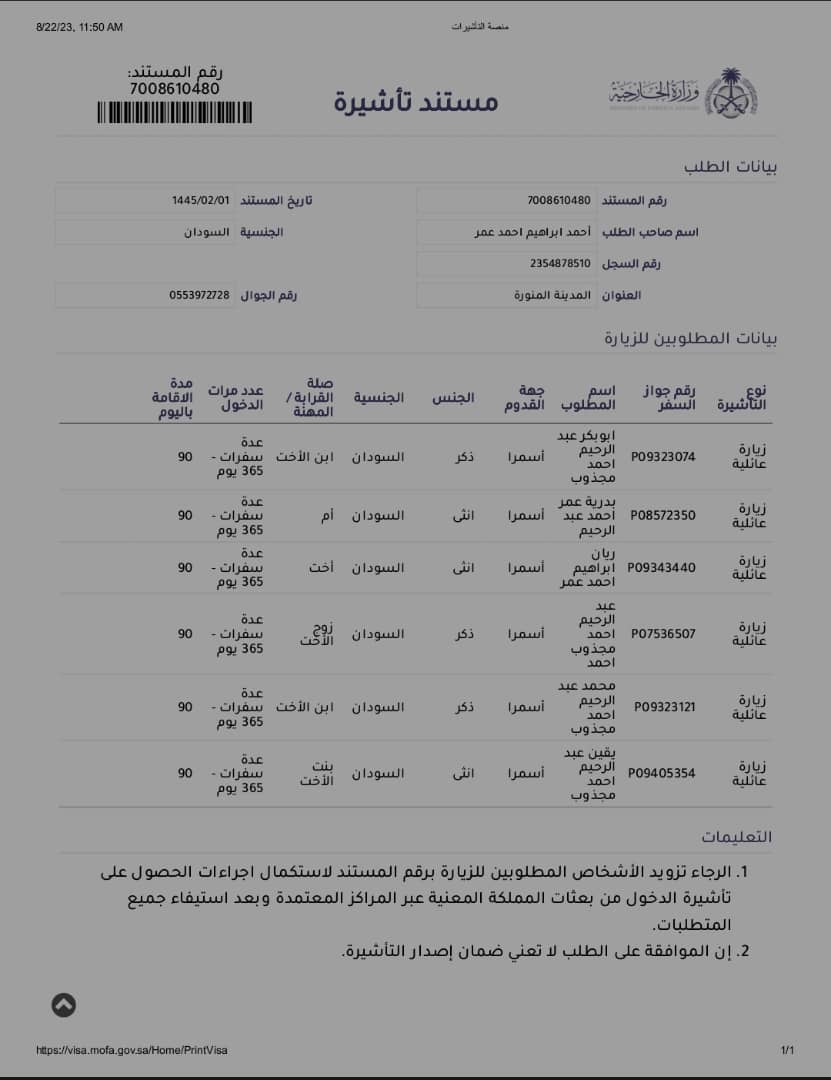 8/22/23, 11:50 AM
منصة التأشيرات
وزارة الخارجية
مستند تأشيرة
رقم المستند:
7008610480
بيانات الطلب
رقم المستند 7008610480 تاريخ المستند 1445/02/01
اسم صاحب الطلب أحمد ابراهيم احمد عمر الجنسية السودان
رقم السجل 2354878510
العنوان المدينة المنورة رقم الجوال 0553972728
بيانات المطلوبين للزيارة
نوع التأشيرة رقم جواز السفر اسم المطلوب جهة القدوم الجنس الجنسية صلة القرابة / المهنة عدد مرات الدخول مدة الاقامة باليوم
زيارة عائلية P09323074 ابوبكر عبد الرحيم احمد مجذوب أسمرا ذكر السودان ابن الأخت عدة سفرات - 365 يوم 90
زيارة عائلية P08572350 بدرية عمر أحمد عبد الرحيم أسمرا انثى السودان أم عدة سفرات - 365 يوم 90
زيارة عائلية P09343440 ريان ابراهيم احمد عمر أسمرا انثى السودان أخت عدة سفرات - 365 يوم 90
زيارة عائلية P07536507 عبد الرحيم احمد مجذوب احمد أسمرا ذكر السودان زوج الأخت عدة سفرات - 365 يوم 90
زيارة عائلية P09323121 محمد عبد الرحيم احمد مجذوب أسمرا ذكر السودان ابن الأخت عدة سفرات - 365 يوم 90
زيارة عائلية P09405354 يقين عبد الرحيم احمد مجذوب أسمرا انثى السودان بنت الأخت عدة سفرات - 365 يوم 90
التعليمات
1. الرجاء تزويد الأشخاص المطلوبين للزيارة برقم المستند لاستكمال اجراءات الحصول على
تأشيرة الدخول من بعثات المملكة المعنية عبر المراكز المعتمدة وبعد استيفاء جميع
المتطلبات.
2. إن الموافقة على الطلب لا تعني ضمان إصدار التأشيرة.
https://visa.mofa.gov.sa/Home/PrintVisa
1/1